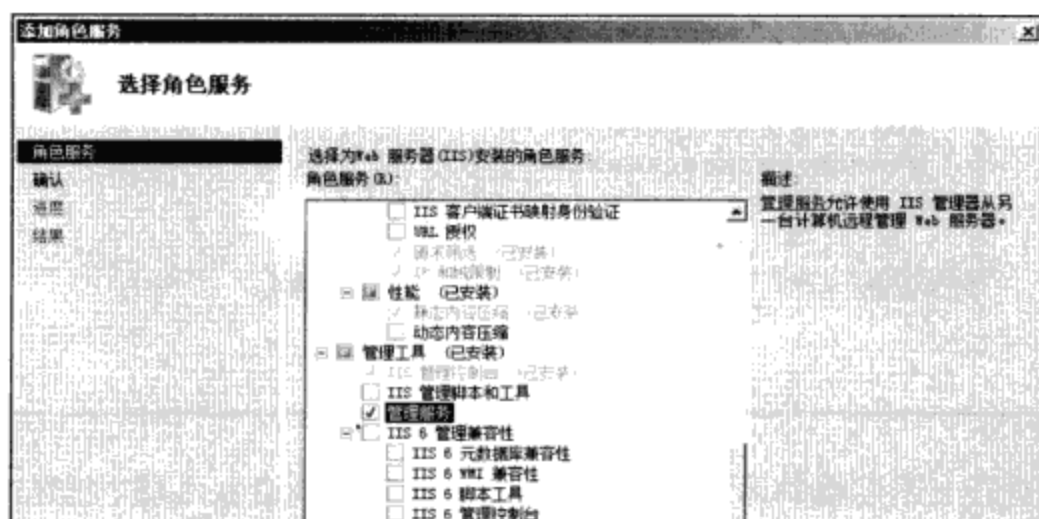 添加角色服务
选择角色服务
角色服务
确认
进度
结果
选择为Web 服务器(IIS)安装的角色服务:
角色服务(R):
IIS 客户端证书映射身份验证
URL 授权
请求筛选 (已安装)
IP 和域限制 (已安装)
性能 (已安装)
静态内容压缩 (已安装)
动态内容压缩
管理工具 (已安装)
IIS 管理控制台 (已安装)
IIS 管理脚本和工具
管理服务
IIS 6 管理兼容性
IIS 6 元数据库兼容性
IIS 6 WMI 兼容性
IIS 6 脚本工具
IIS 6 管理控制台
描述
管理服务允许使用 IIS 管理器从另
一台计算机远程管理 Web 服务器。